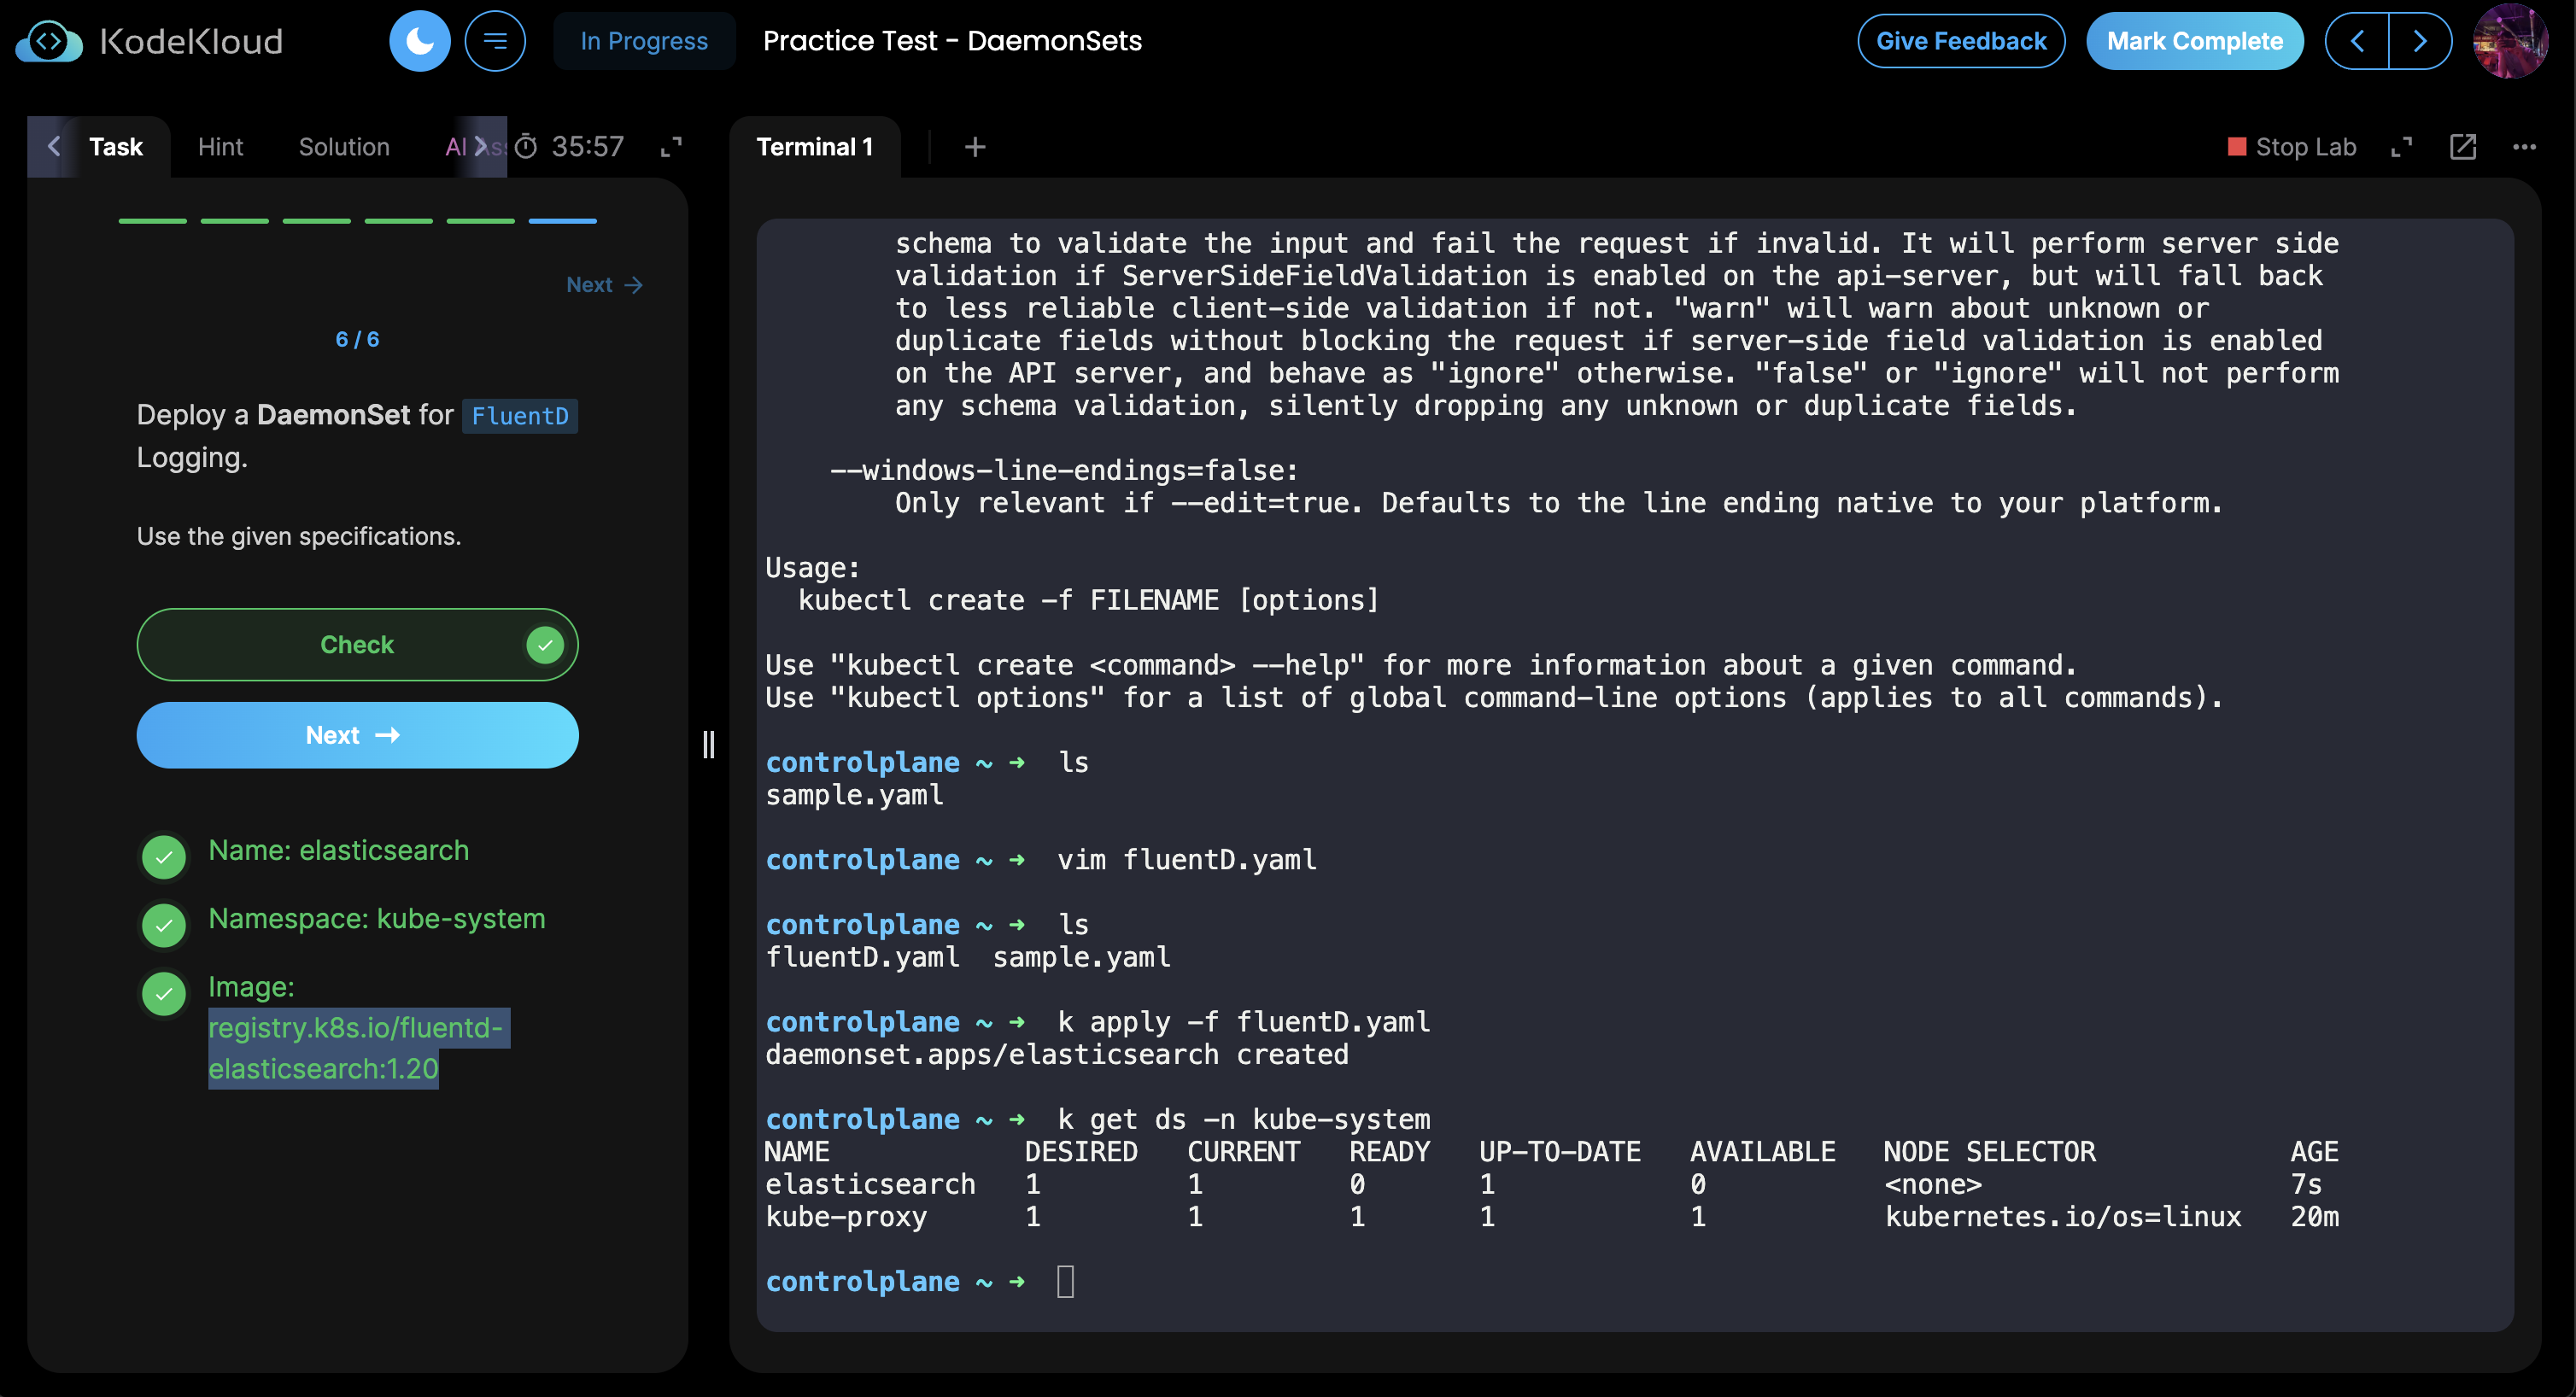 KodeKloud
In Progress
Practice Test - DaemonSets
Give Feedback
Mark Complete
Task
Hint
Solution
AI
35:57
Next →
6 / 6
Deploy a DaemonSet for FluentD
Logging.
Use the given specifications.
Check
Next →
Name: elasticsearch
Namespace: kube-system
Image:
registry.k8s.io/fluentd-
elasticsearch:1.20
Terminal 1
+
Stop Lab
schema to validate the input and fail the request if invalid. It will perform server side
validation if ServerSideFieldValidation is enabled on the api-server, but will fall back
to less reliable client-side validation if not. "warn" will warn about unknown or
duplicate fields without blocking the request if server-side field validation is enabled
on the API server, and behave as "ignore" otherwise. "false" or "ignore" will not perform
any schema validation, silently dropping any unknown or duplicate fields.
--windows-line-endings=false:
Only relevant if --edit=true. Defaults to the line ending native to your platform.
Usage:
kubectl create -f FILENAME [options]
Use "kubectl create <command> --help" for more information about a given command.
Use "kubectl options" for a list of global command-line options (applies to all commands).
controlplane ~ ➜ ls
sample.yaml
controlplane ~ ➜ vim fluentD.yaml
controlplane ~ ➜ ls
fluentD.yaml sample.yaml
controlplane ~ ➜ k apply -f fluentD.yaml
daemonset.apps/elasticsearch created
controlplane ~ ➜ k get ds -n kube-system
NAME DESIRED CURRENT READY UP-TO-DATE AVAILABLE NODE SELECTOR AGE
elasticsearch 1 1 0 1 0 <none> 7s
kube-proxy 1 1 1 1 1 kubernetes.io/os=linux 20m
controlplane ~ ➜